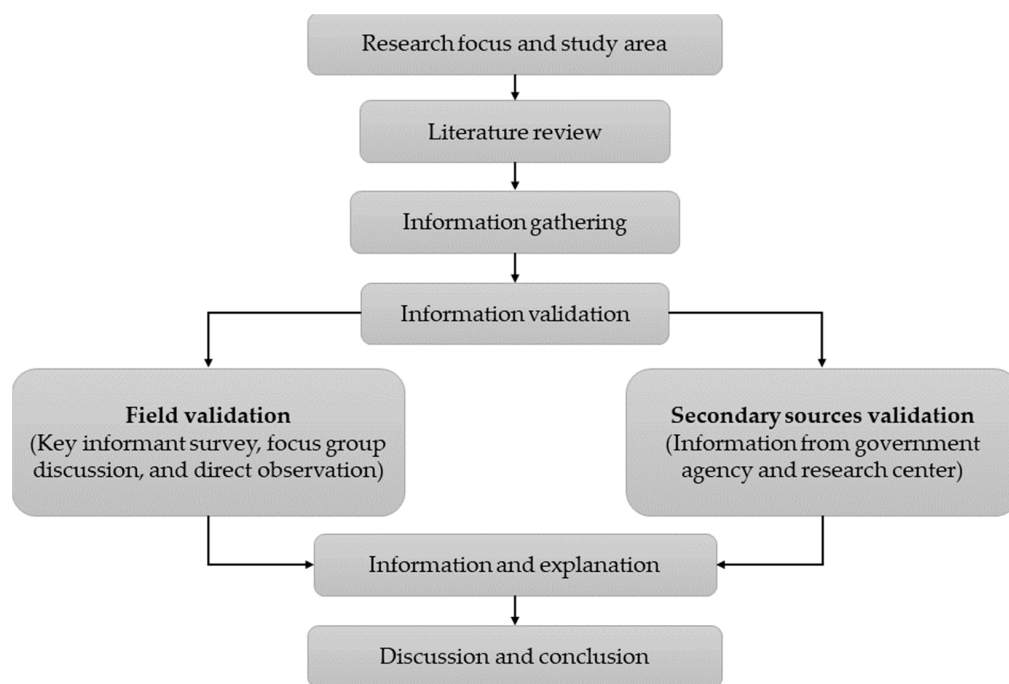 Research focus and study area
Literature review
Information gathering
Information validation
Field validation
(Key informant survey, focus group
discussion, and direct observation)
Secondary sources validation
(Information from government
agency and research center)
Information and explanation
Discussion and conclusion